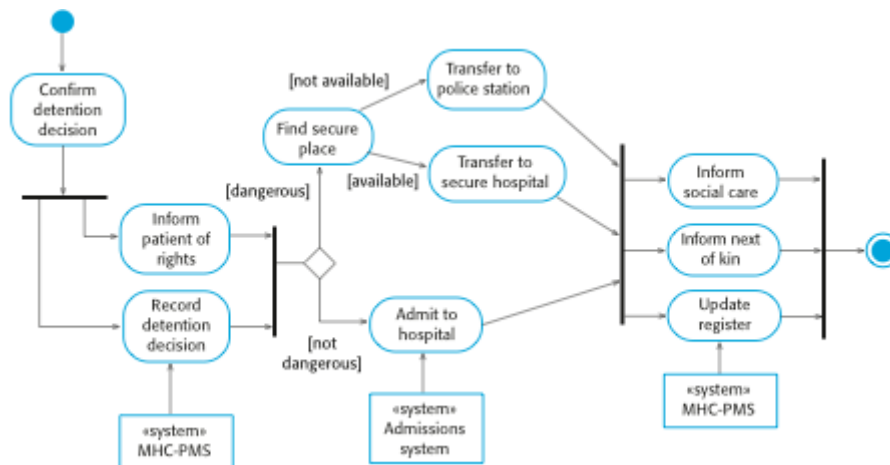 Confirm
detention
decision
Inform
patient of
rights
Record
detention
decision
«system»
MHC-PMS
[dangerous]
[not
dangerous]
Find secure
place
[not available]
[available]
Transfer to
police station
Transfer to
secure hospital
Admit to
hospital
«system»
Admissions
system
Inform
social care
Inform next
of kin
Update
register
«system»
MHC-PMS